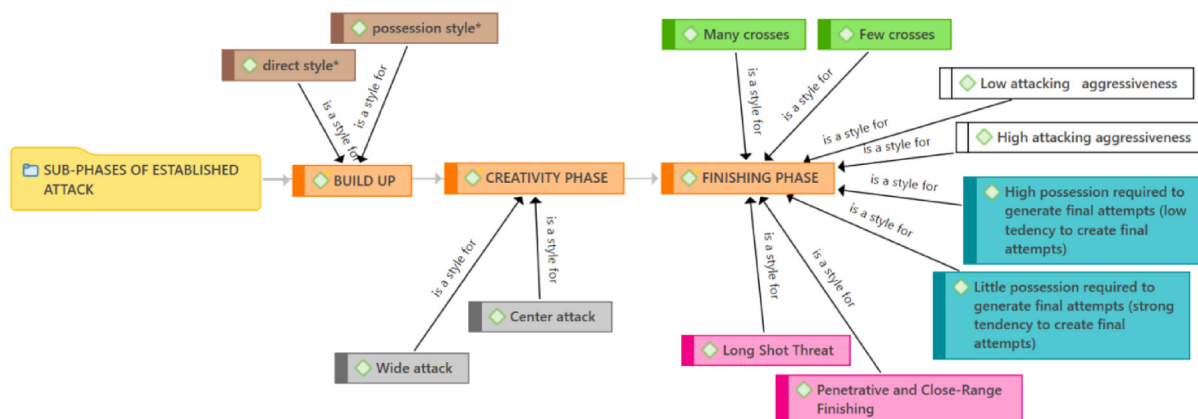 possession style*
direct style*
Many crosses
Few crosses
Low attacking aggressiveness
High attacking aggressiveness
is a style for
is a style for
is a style for
is a style for
is a style for
is a style for
SUB-PHASES OF ESTABLISHED
ATTACK
BUILD UP
CREATIVITY PHASE
FINISHING PHASE
is a style for
is a style for
High possession required to
generate final attempts (low
tedency to create final
attempts)
is a style for
is a style for
is a style for
is a style for
Little possession required to
generate final attempts (strong
tendency to create final
attempts)
Center attack
Long Shot Threat
Wide attack
Penetrative and Close-Range
Finishing